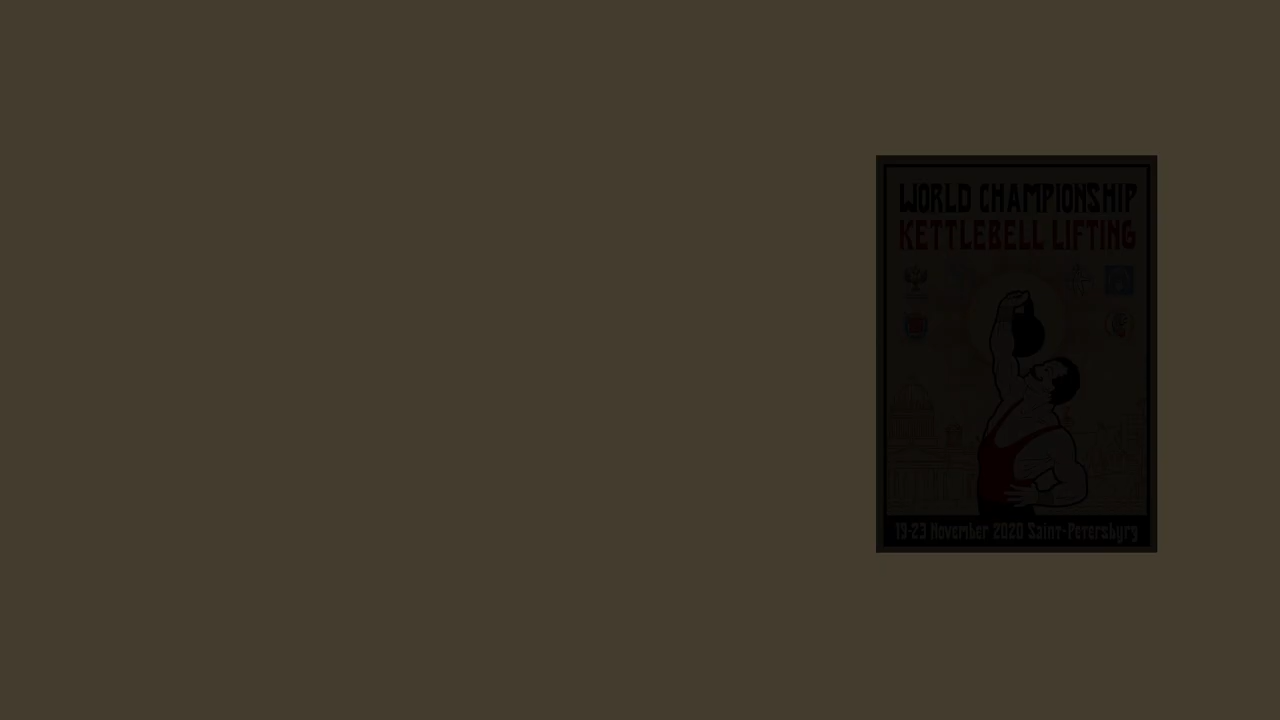 WORLD CHAMPIONSHIP
KETTLEBELL LIFTING
19-23 November 2020 Saint-Petersburg